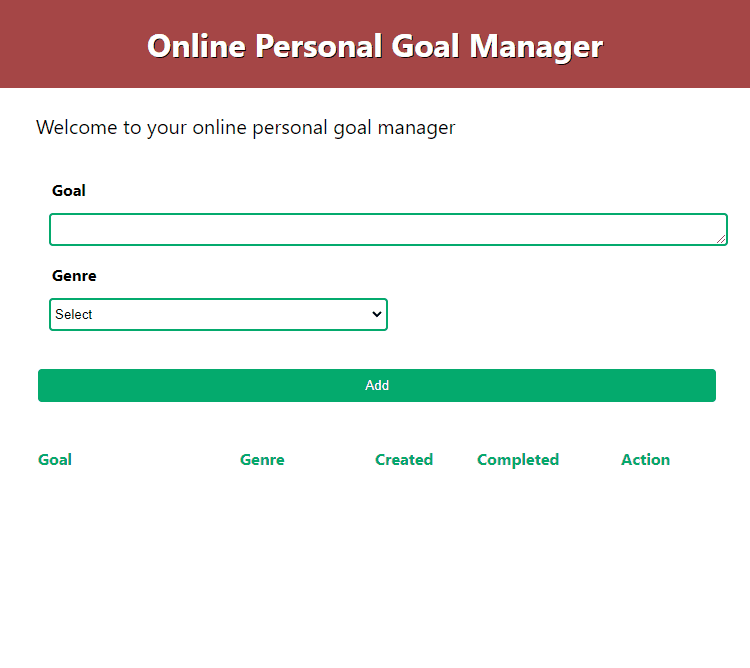 Online Personal Goal Manager
Welcome to your online personal goal manager
Goal
Genre
Select
Add
Goal Genre Created Completed Action